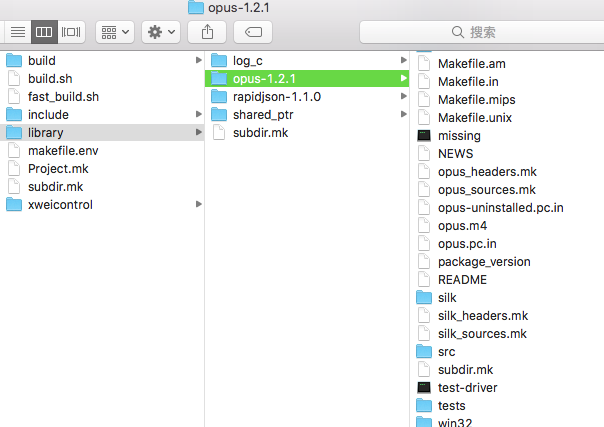 opus-1.2.1
搜索
build
build.sh
fast_build.sh
include
library
makefile.env
Project.mk
subdir.mk
xweicontrol
log_c
opus-1.2.1
rapidjson-1.1.0
shared_ptr
subdir.mk
Makefile.am
Makefile.in
Makefile.mips
Makefile.unix
missing
NEWS
opus_headers.mk
opus_sources.mk
opus-uninstalled.pc.in
opus.m4
opus.pc.in
package_version
README
silk
silk_headers.mk
silk_sources.mk
src
subdir.mk
test-driver
tests
win32